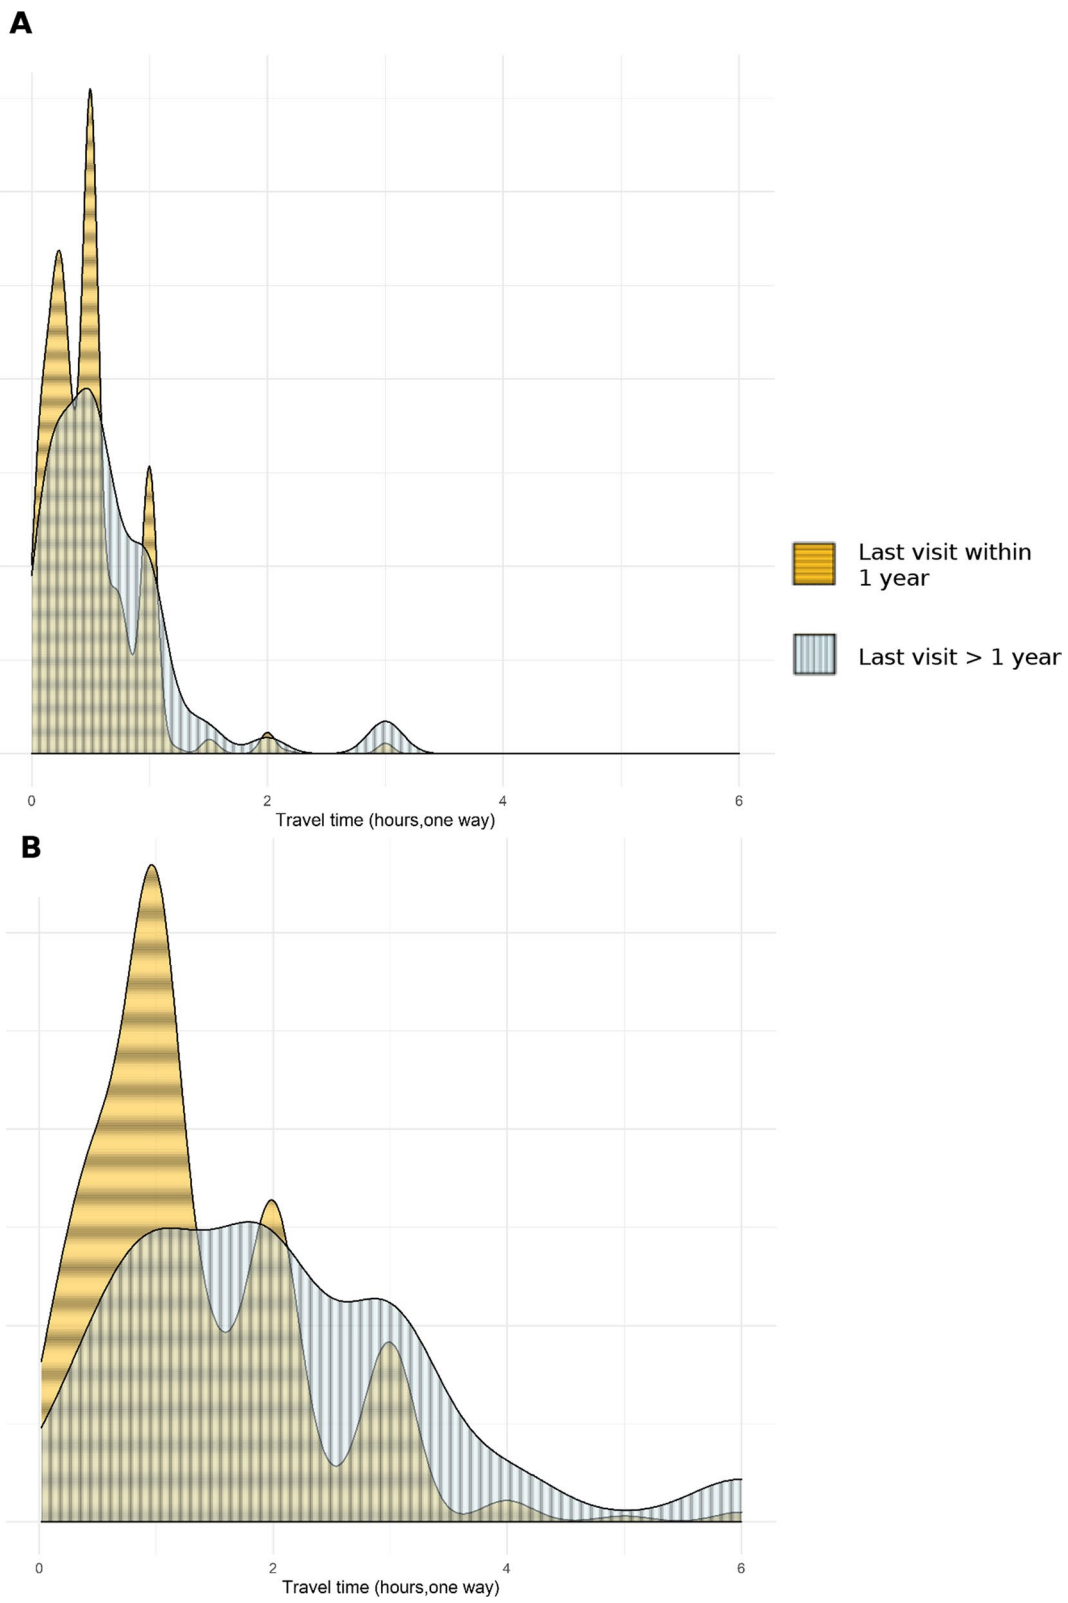 A
0 2 4 6
Travel time (hours,one way)
Last visit within
1 year
Last visit > 1 year
B
0 2 4 6
Travel time (hours,one way)